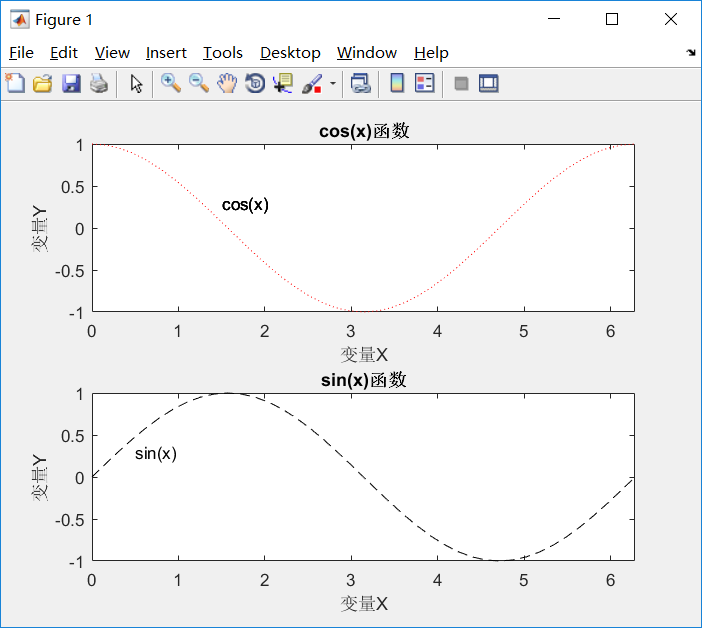 Figure 1
File Edit View Insert Tools Desktop Window Help
cos(x)函数
1
0.5
0
-0.5
-1
变量Y
cos(x)
0 1 2 3 4 5 6
变量X
sin(x)函数
1
0.5
0
-0.5
-1
变量Y
sin(x)
0 1 2 3 4 5 6
变量X